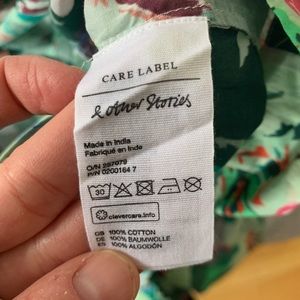 CARE LABEL
& other Stories
Made in India
Fabriqué en Inde
O/N 287079
P/N 0200164 7
30
clevercare.info
GB 100% COTTON
DE 100% BAUMWOLLE
ES 100% ALGODÓN